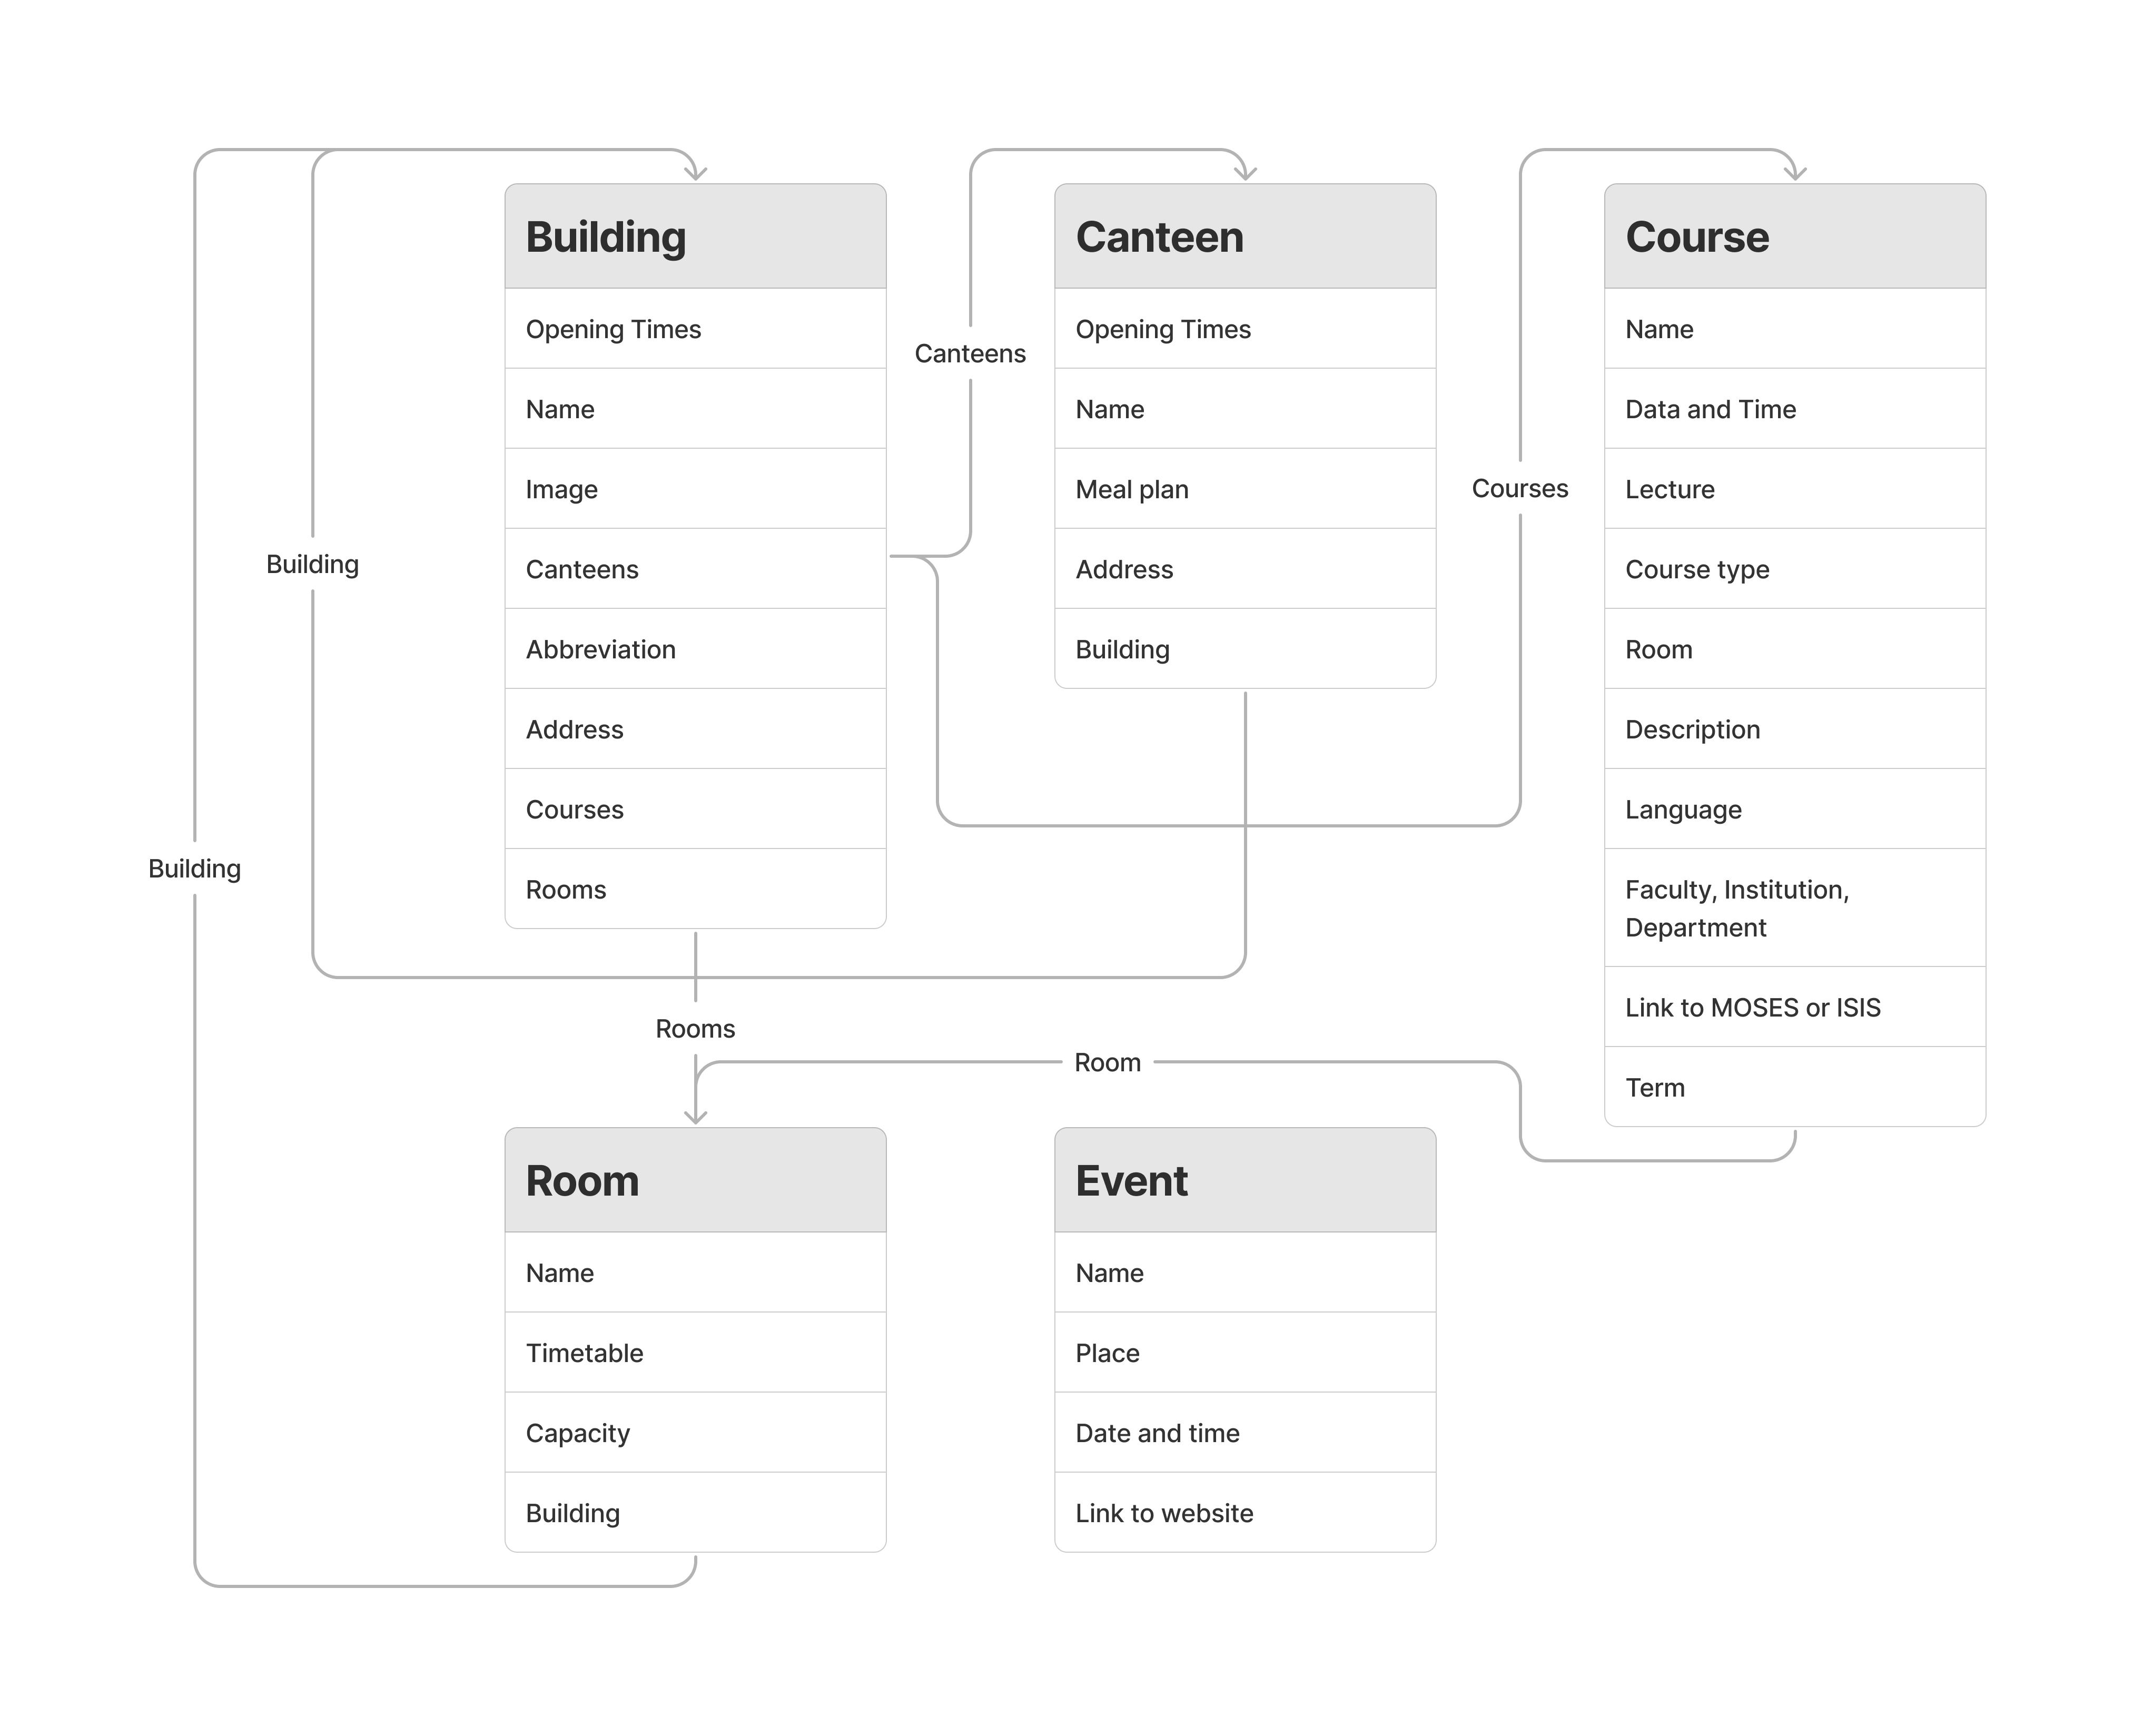 Building
Opening Times
Name
Image
Canteens
Abbreviation
Address
Courses
Rooms
Canteens
Canteen
Opening Times
Name
Meal plan
Address
Building
Courses
Course
Name
Data and Time
Lecture
Course type
Room
Description
Language
Faculty, Institution,
Department
Link to MOSES or ISIS
Term
Building
Building
Rooms
Room
Room
Name
Timetable
Capacity
Building
Event
Name
Place
Date and time
Link to website